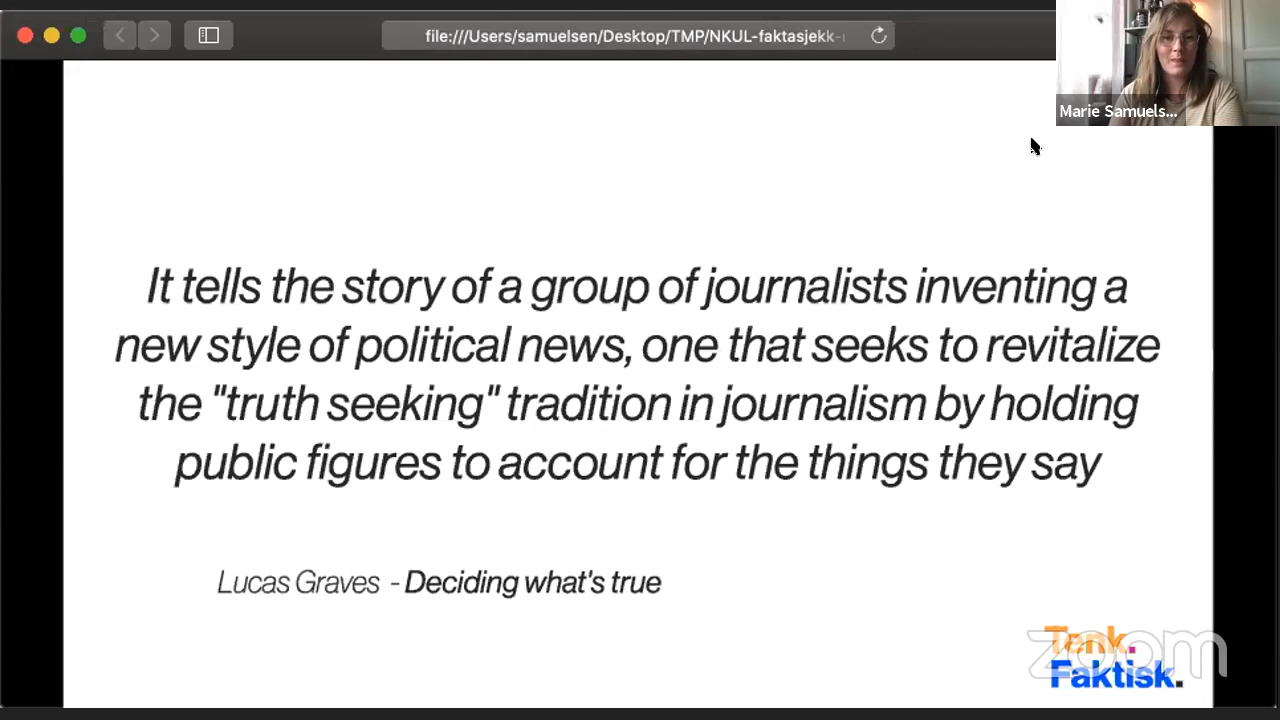 file:///Users/samuelsen/Desktop/TMP/NKUL-faktasjekk-
Marie Samuels...
It tells the story of a group of journalists inventing a
new style of political news, one that seeks to revitalize
the "truth seeking" tradition in journalism by holding
public figures to account for the things they say
Lucas Graves - Deciding what's true
Tenk.
Faktisk.
zoom